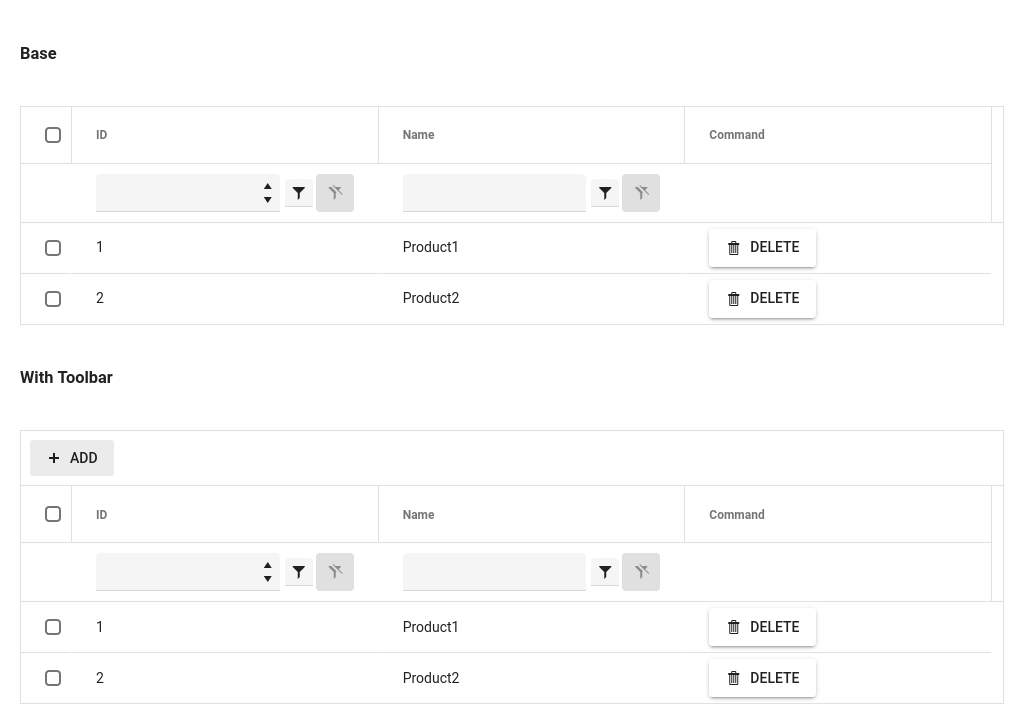 Base
ID Name Command
1 Product1 DELETE
2 Product2 DELETE
With Toolbar
ADD
ID Name Command
1 Product1 DELETE
2 Product2 DELETE